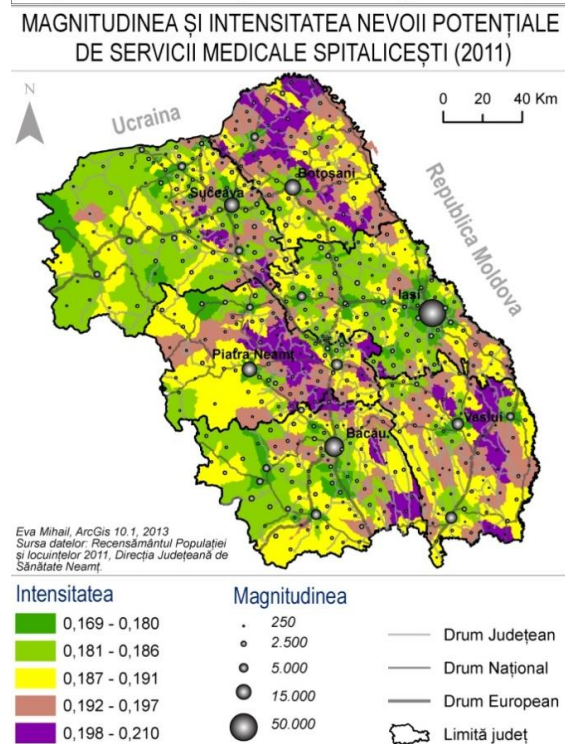 MAGNITUDINEA ȘI INTENSITATEA NEVOII POTENȚIALE
DE SERVICII MEDICALE SPITALICEȘTI (2011)
N
0 20 40 Km
Ucraina
Republica Moldova
Botoșani
Suceava
Iași
Piatra Neamț
Vaslui
Bacău
Eva Mihail, ArcGis 10.1, 2013
Sursa datelor: Recensământul Populației
și locuințelor 2011, Direcția Județeană de
Sănătate Neamț.
Intensitatea
0,169 - 0,180
0,181 - 0,186
0,187 - 0,191
0,192 - 0,197
0,198 - 0,210
Magnitudinea
250
2.500
5.000
15.000
50.000
Drum Județean
Drum Național
Drum European
Limită județ